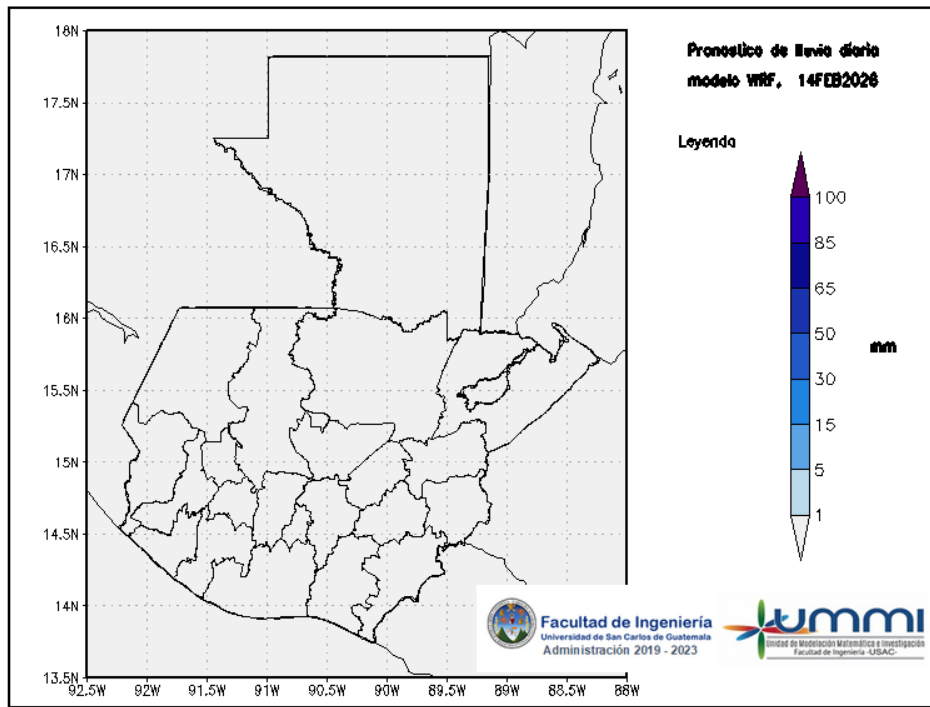 Pronostico de lluvia diaria
modelo WRF, 14FEB2026
Leyenda
100
85
65
50
30
15
5
1
mm
18N
17.5N
17N
16.5N
16N
15.5N
15N
14.5N
14N
13.5N
92.5W
92W
91.5W
91W
90.5W
90W
89.5W
89W
88.5W
88W
Facultad de Ingeniería
Universidad de San Carlos de Guatemala
Administración 2019 - 2023
UMMI
Unidad de Modelación Matemática e Investigación
Facultad de Ingeniería -USAC-